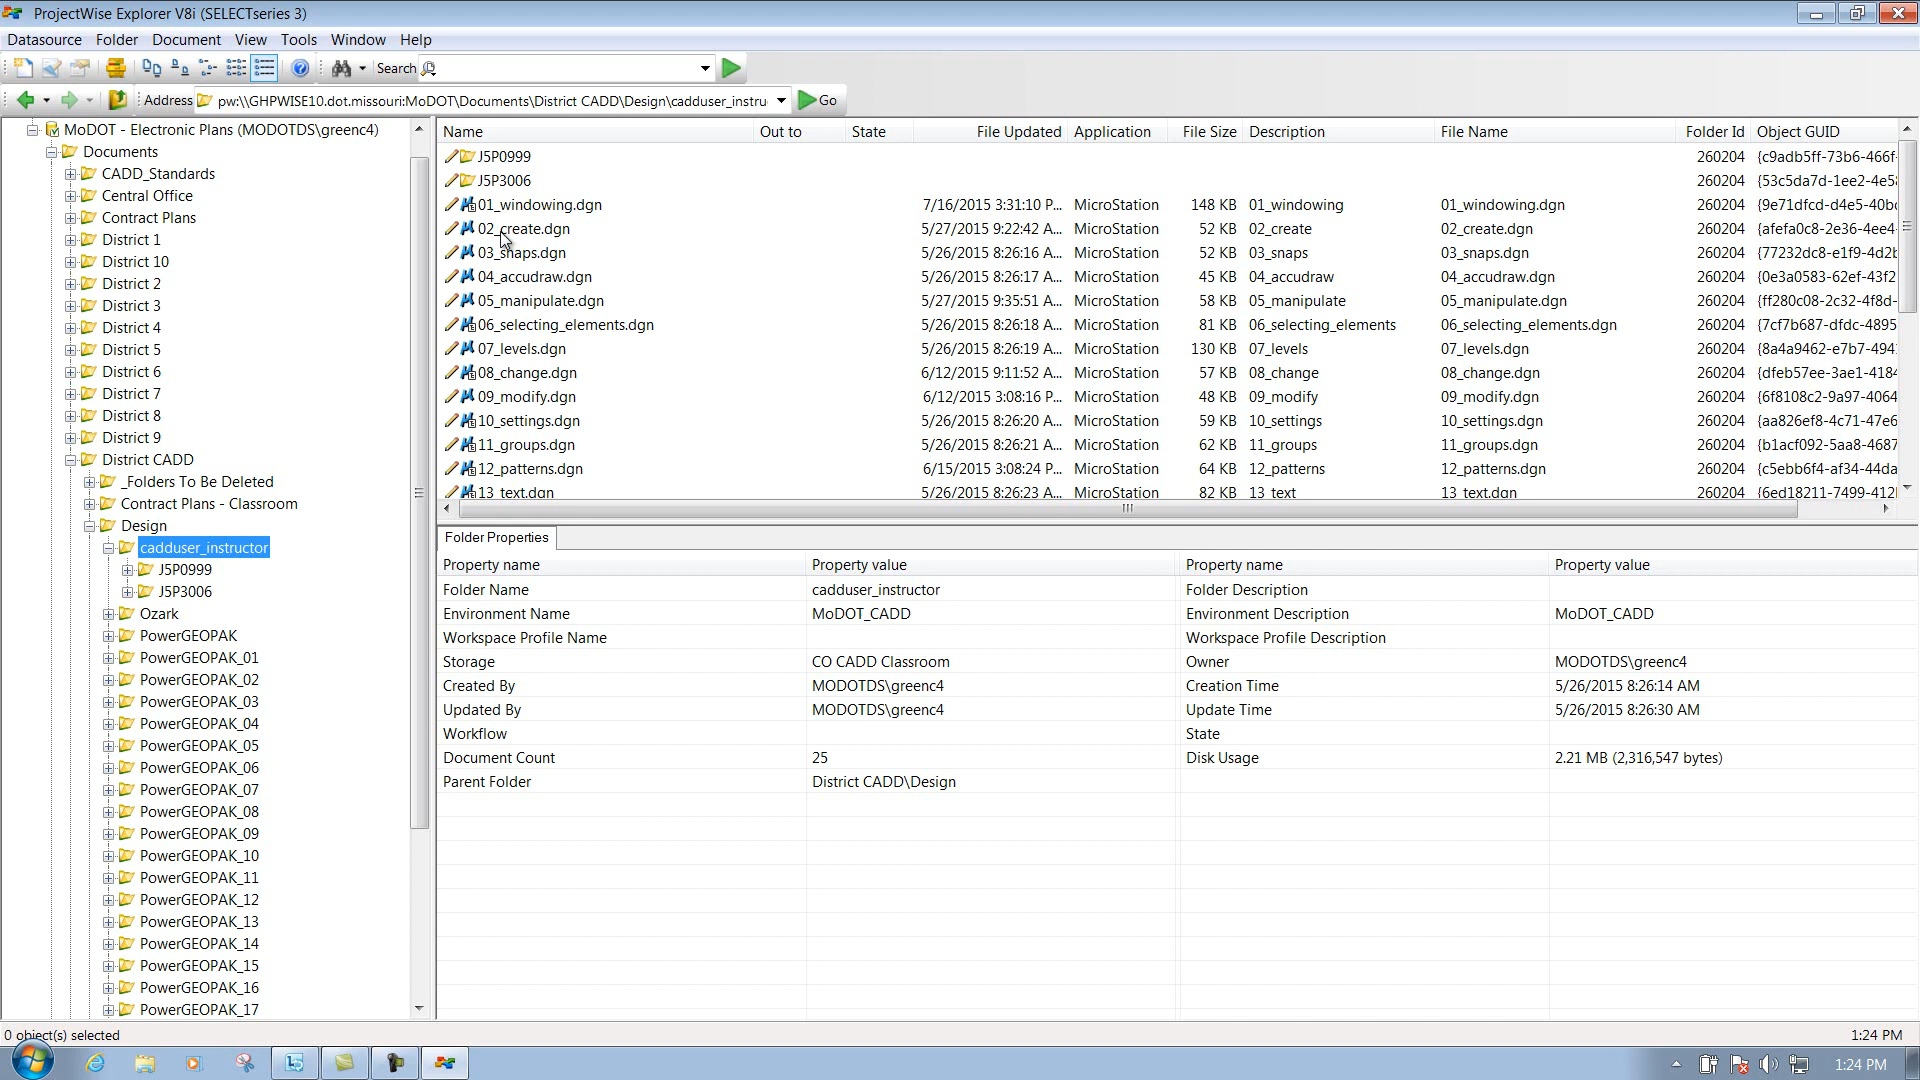 ProjectWise Explorer V8i (SELECTseries 3)
Datasource Folder Document View Tools Window Help
Search
Address pw:\\GHPWISE10.dot.missouri:MoDOT\Documents\District CADD\Design\cadduser_instru Go
MoDOT - Electronic Plans (MODOTDS\greenc4)
Documents
CADD_Standards
Central Office
Contract Plans
District 1
District 10
District 2
District 3
District 4
District 5
District 6
District 7
District 8
District 9
District CADD
_Folders To Be Deleted
Contract Plans - Classroom
Design
cadduser_instructor
J5P0999
J5P3006
Ozark
PowerGEOPAK
PowerGEOPAK_01
PowerGEOPAK_02
PowerGEOPAK_03
PowerGEOPAK_04
PowerGEOPAK_05
PowerGEOPAK_06
PowerGEOPAK_07
PowerGEOPAK_08
PowerGEOPAK_09
PowerGEOPAK_10
PowerGEOPAK_11
PowerGEOPAK_12
PowerGEOPAK_13
PowerGEOPAK_14
PowerGEOPAK_15
PowerGEOPAK_16
PowerGEOPAK_17
Name Out to State File Updated Application File Size Description File Name Folder Id Object GUID
J5P0999 260204 {c9adb5ff-73b6-466f-
J5P3006 260204 {53c5da7d-1ee2-4e5
01_windowing.dgn 7/16/2015 3:31:10 P... MicroStation 148 KB 01_windowing 01_windowing.dgn 260204 {9e71dfcd-d4e5-40b
02_create.dgn 5/27/2015 9:22:42 A... MicroStation 52 KB 02_create 02_create.dgn 260204 {afefa0c8-2e36-4ee4-
03_snaps.dgn 5/26/2015 8:26:16 A... MicroStation 52 KB 03_snaps 03_snaps.dgn 260204 {77232dc8-e1f9-4d2
04_accudraw.dgn 5/26/2015 8:26:17 A... MicroStation 45 KB 04_accudraw 04_accudraw.dgn 260204 {0e3a0583-62ef-43f2
05_manipulate.dgn 5/27/2015 9:35:51 A... MicroStation 58 KB 05_manipulate 05_manipulate.dgn 260204 {ff280c08-2c32-4f8d-
06_selecting_elements.dgn 5/26/2015 8:26:18 A... MicroStation 81 KB 06_selecting_elements 06_selecting_elements.dgn 260204 {7cf7b687-dfdc-4895
07_levels.dgn 5/26/2015 8:26:19 A... MicroStation 130 KB 07_levels 07_levels.dgn 260204 {8a4a9462-e7b7-494
08_change.dgn 6/12/2015 9:11:52 A... MicroStation 57 KB 08_change 08_change.dgn 260204 {dfeb57ee-3ae1-4184
09_modify.dgn 6/12/2015 3:08:16 P... MicroStation 48 KB 09_modify 09_modify.dgn 260204 {6f8108c2-9a97-4064
10_settings.dgn 5/26/2015 8:26:20 A... MicroStation 59 KB 10_settings 10_settings.dgn 260204 {aa826ef8-4c71-47e6
11_groups.dgn 5/26/2015 8:26:21 A... MicroStation 62 KB 11_groups 11_groups.dgn 260204 {b1acf092-5aa8-4687
12_patterns.dgn 6/15/2015 3:08:24 P... MicroStation 64 KB 12_patterns 12_patterns.dgn 260204 {c5ebb6f4-af34-44da
13_text.dgn 5/26/2015 8:26:23 A... MicroStation 82 KB 13_text 13_text.dgn 260204 {6ed18211-7499-412
Folder Properties
Property name Property value Property name Property value
Folder Name cadduser_instructor Folder Description
Environment Name MoDOT_CADD Environment Description MoDOT_CADD
Workspace Profile Name Workspace Profile Description
Storage CO CADD Classroom Owner MODOTDS\greenc4
Created By MODOTDS\greenc4 Creation Time 5/26/2015 8:26:14 AM
Updated By MODOTDS\greenc4 Update Time 5/26/2015 8:26:30 AM
Workflow State
Document Count 25 Disk Usage 2.21 MB (2,316,547 bytes)
Parent Folder District CADD\Design
0 object(s) selected 1:24 PM
1:24 PM